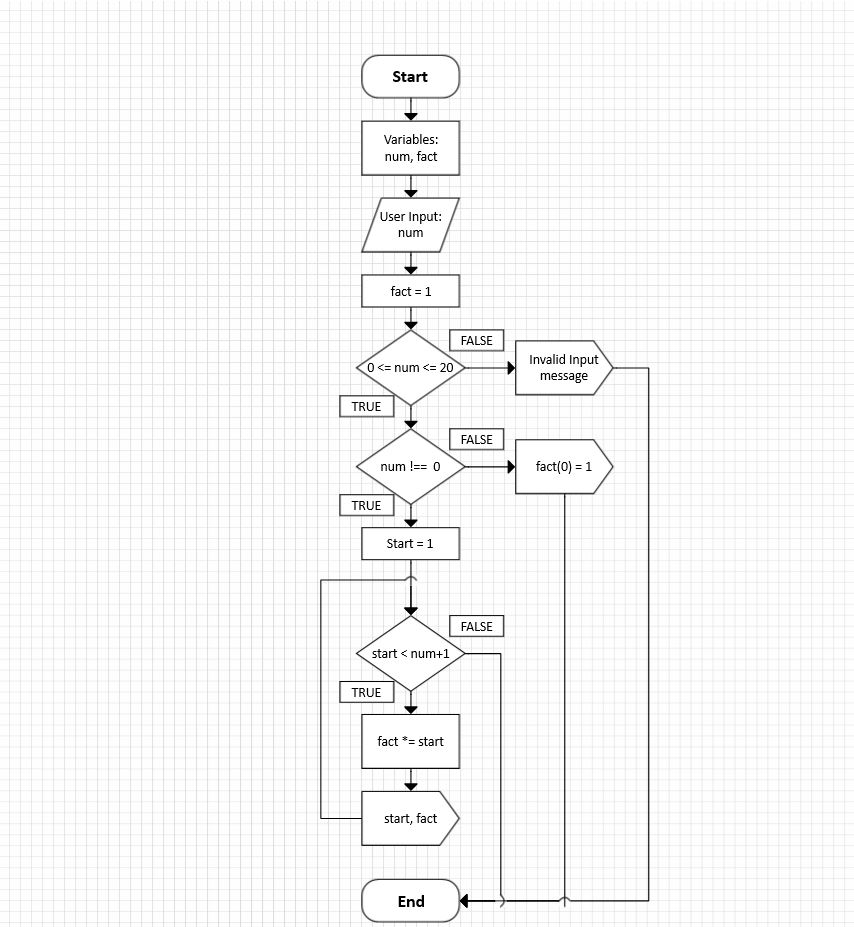 Start
Variables:
num, fact
User Input:
num
fact = 1
FALSE
0 <= num <= 20
Invalid Input
message
TRUE
FALSE
num !== 0
fact(0) = 1
TRUE
Start = 1
FALSE
start < num+1
TRUE
fact *= start
start, fact
End